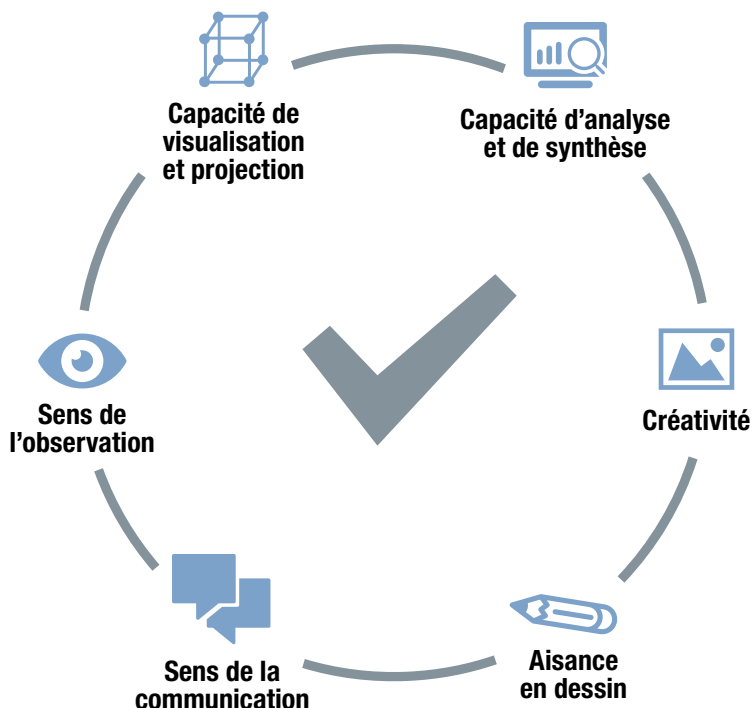 Capacité de
visualisation
et projection
Capacité d’analyse
et de synthèse
Créativité
Aisance
en dessin
Sens de la
communication
Sens de
l’observation